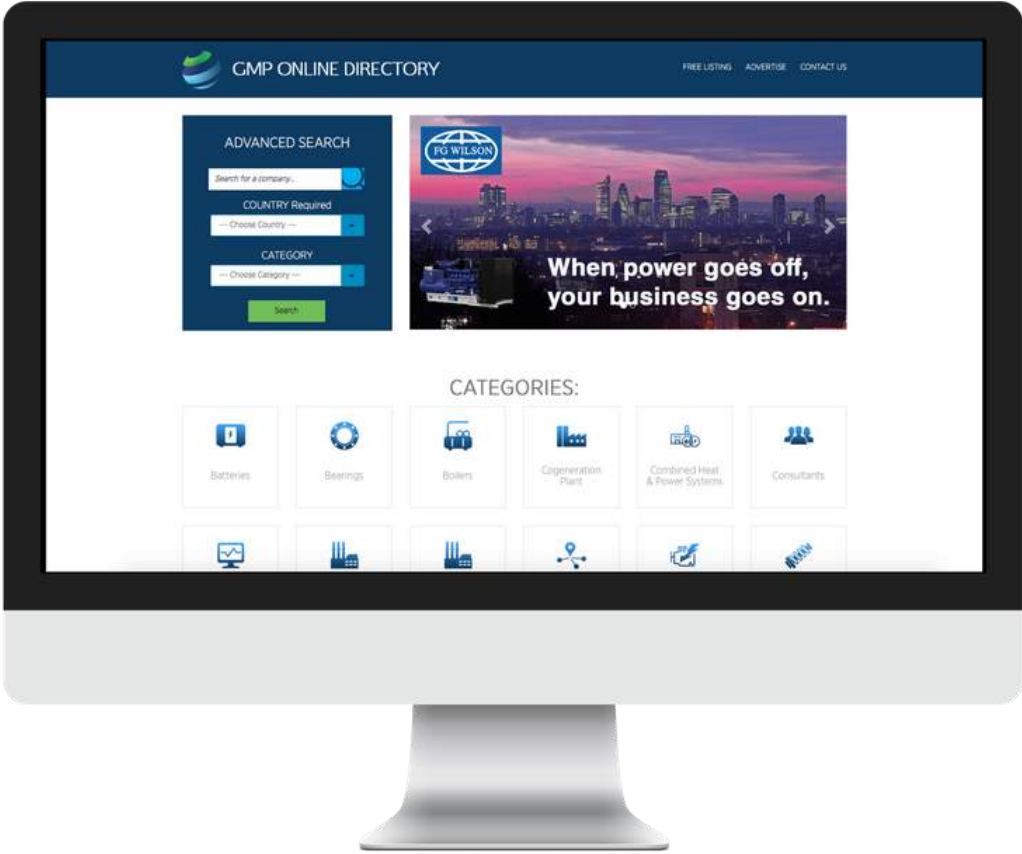 GMP ONLINE DIRECTORY
FREE LISTING ADVERTISE CONTACT US
ADVANCED SEARCH
Search for a company...
COUNTRY Required
--- Choose Country ---
CATEGORY
--- Choose Category ---
Search
FG WILSON
When power goes off,
your business goes on.
CATEGORIES:
Batteries
Bearings
Boilers
Cogeneration
Plant
Combined Heat
& Power Systems
Consultants